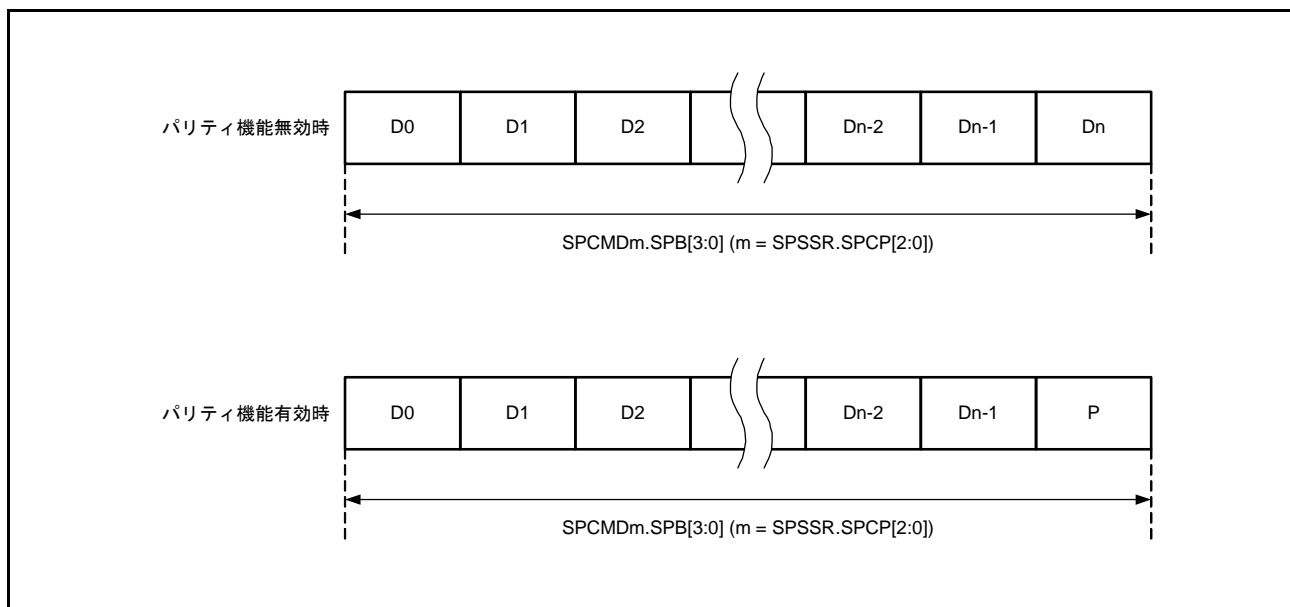 パリティ機能無効時 D0 D1 D2 Dn-2 Dn-1 Dn
SPCMDm.SPB[3:0] (m = SPSSR.SPCP[2:0])
パリティ機能有効時 D0 D1 D2 Dn-2 Dn-1 P
SPCMDm.SPB[3:0] (m = SPSSR.SPCP[2:0])